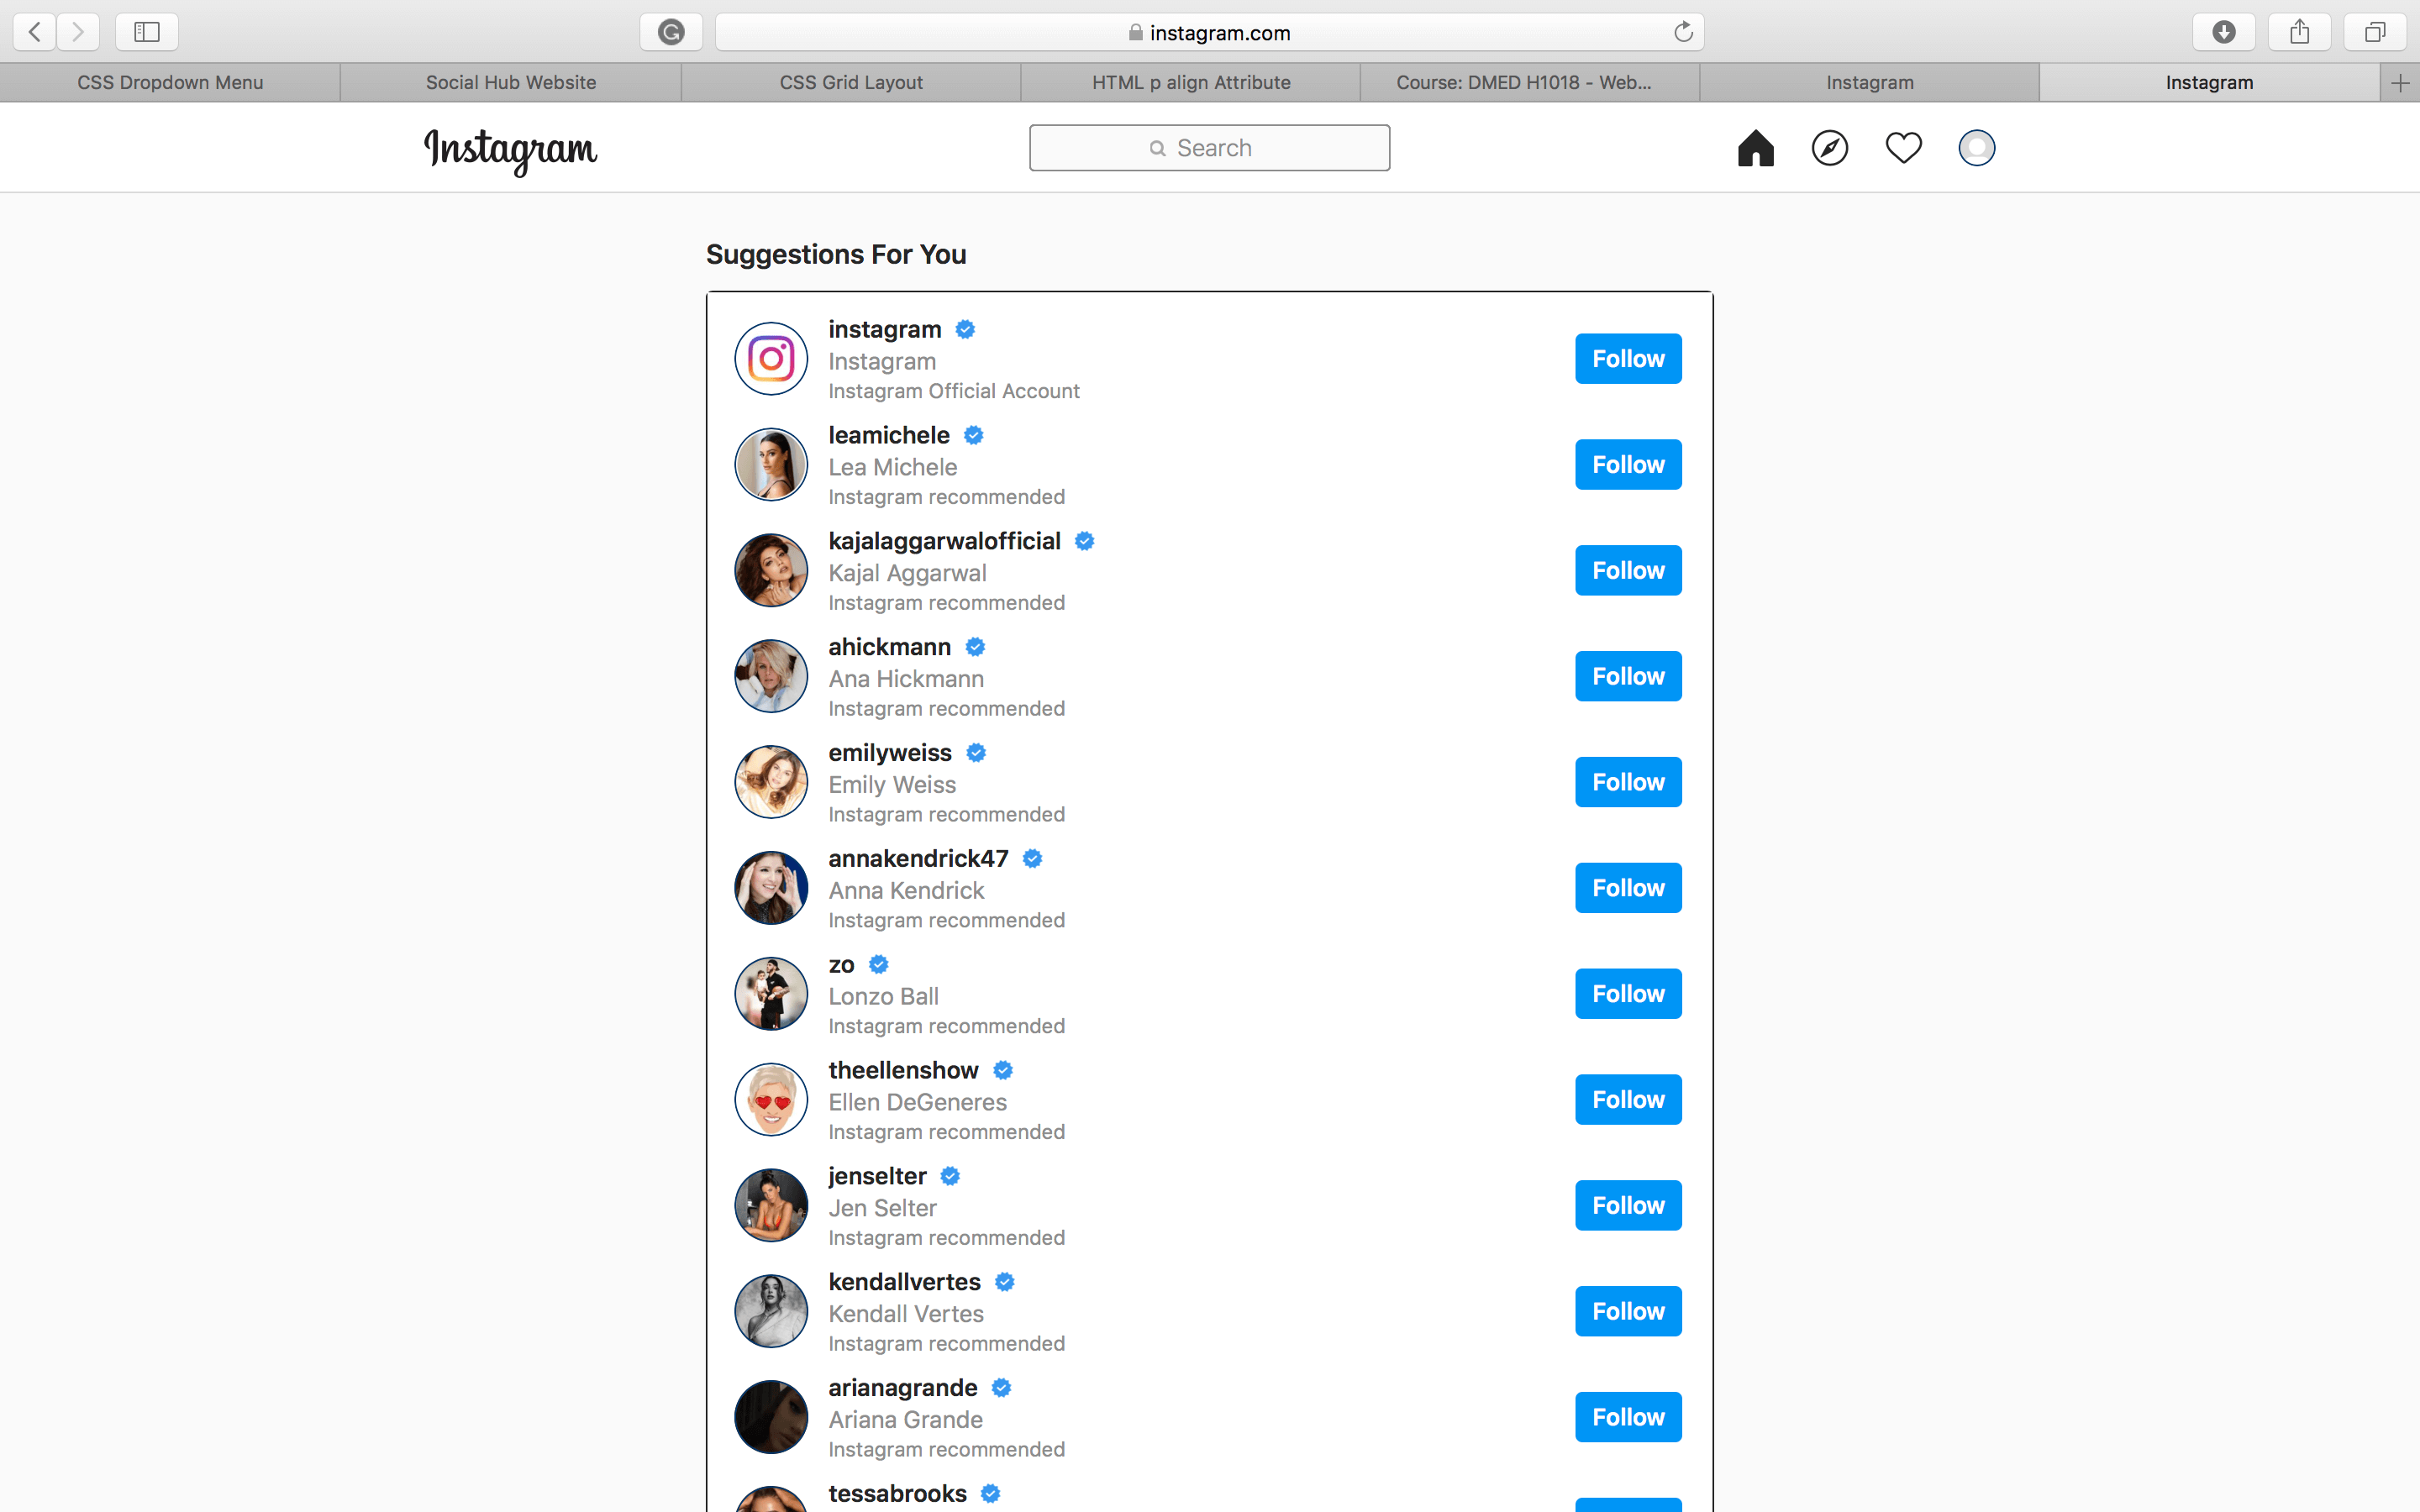 instagram.com
CSS Dropdown Menu
Social Hub Website
CSS Grid Layout
HTML p align Attribute
Course: DMED H1018 - Web...
Instagram
Instagram
Instagram
Search
Suggestions For You
instagram
Instagram
Instagram Official Account
Follow
leamichele
Lea Michele
Instagram recommended
Follow
kajalaggarwalofficial
Kajal Aggarwal
Instagram recommended
Follow
ahickmann
Ana Hickmann
Instagram recommended
Follow
emilyweiss
Emily Weiss
Instagram recommended
Follow
annakendrick47
Anna Kendrick
Instagram recommended
Follow
zo
Lonzo Ball
Instagram recommended
Follow
theellenshow
Ellen DeGeneres
Instagram recommended
Follow
jenselter
Jen Selter
Instagram recommended
Follow
kendallvertes
Kendall Vertes
Instagram recommended
Follow
arianagrande
Ariana Grande
Instagram recommended
Follow
tessabrooks